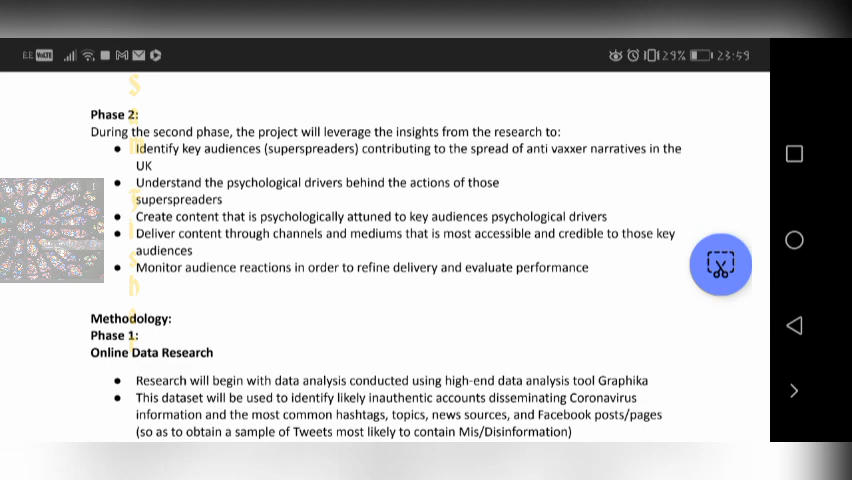 EE VoLTE 29% 23:59
Phase 2:
During the second phase, the project will leverage the insights from the research to:
● Identify key audiences (superspreaders) contributing to the spread of anti vaxxer narratives in the
UK
● Understand the psychological drivers behind the actions of those
superspreaders
● Create content that is psychologically attuned to key audiences psychological drivers
● Deliver content through channels and mediums that is most accessible and credible to those key
audiences
● Monitor audience reactions in order to refine delivery and evaluate performance
Methodology:
Phase 1:
Online Data Research
● Research will begin with data analysis conducted using high-end data analysis tool Graphika
● This dataset will be used to identify likely inauthentic accounts disseminating Coronavirus
information and the most common hashtags, topics, news sources, and Facebook posts/pages
(so as to obtain a sample of Tweets most likely to contain Mis/Disinformation)